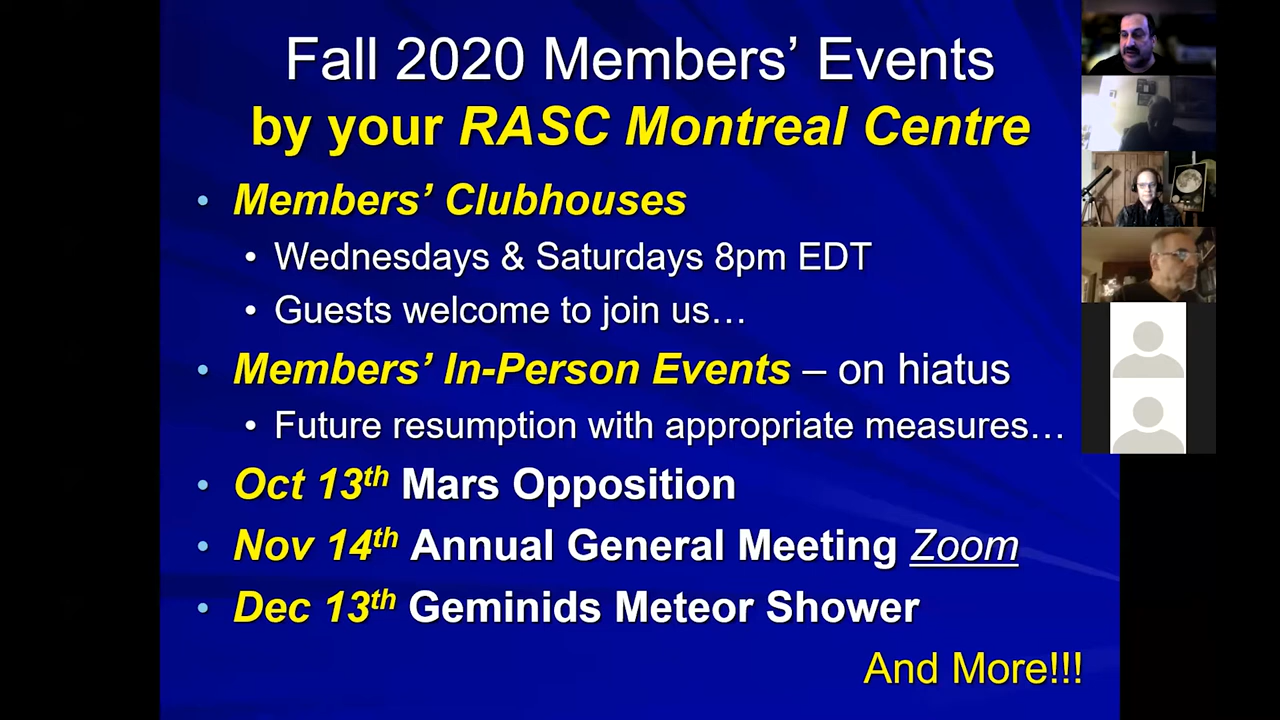 Fall 2020 Members’ Events
by your RASC Montreal Centre
• Members’ Clubhouses
• Wednesdays & Saturdays 8pm EDT
• Guests welcome to join us…
• Members’ In-Person Events – on hiatus
• Future resumption with appropriate measures…
• Oct 13th Mars Opposition
• Nov 14th Annual General Meeting Zoom
• Dec 13th Geminids Meteor Shower
And More!!!